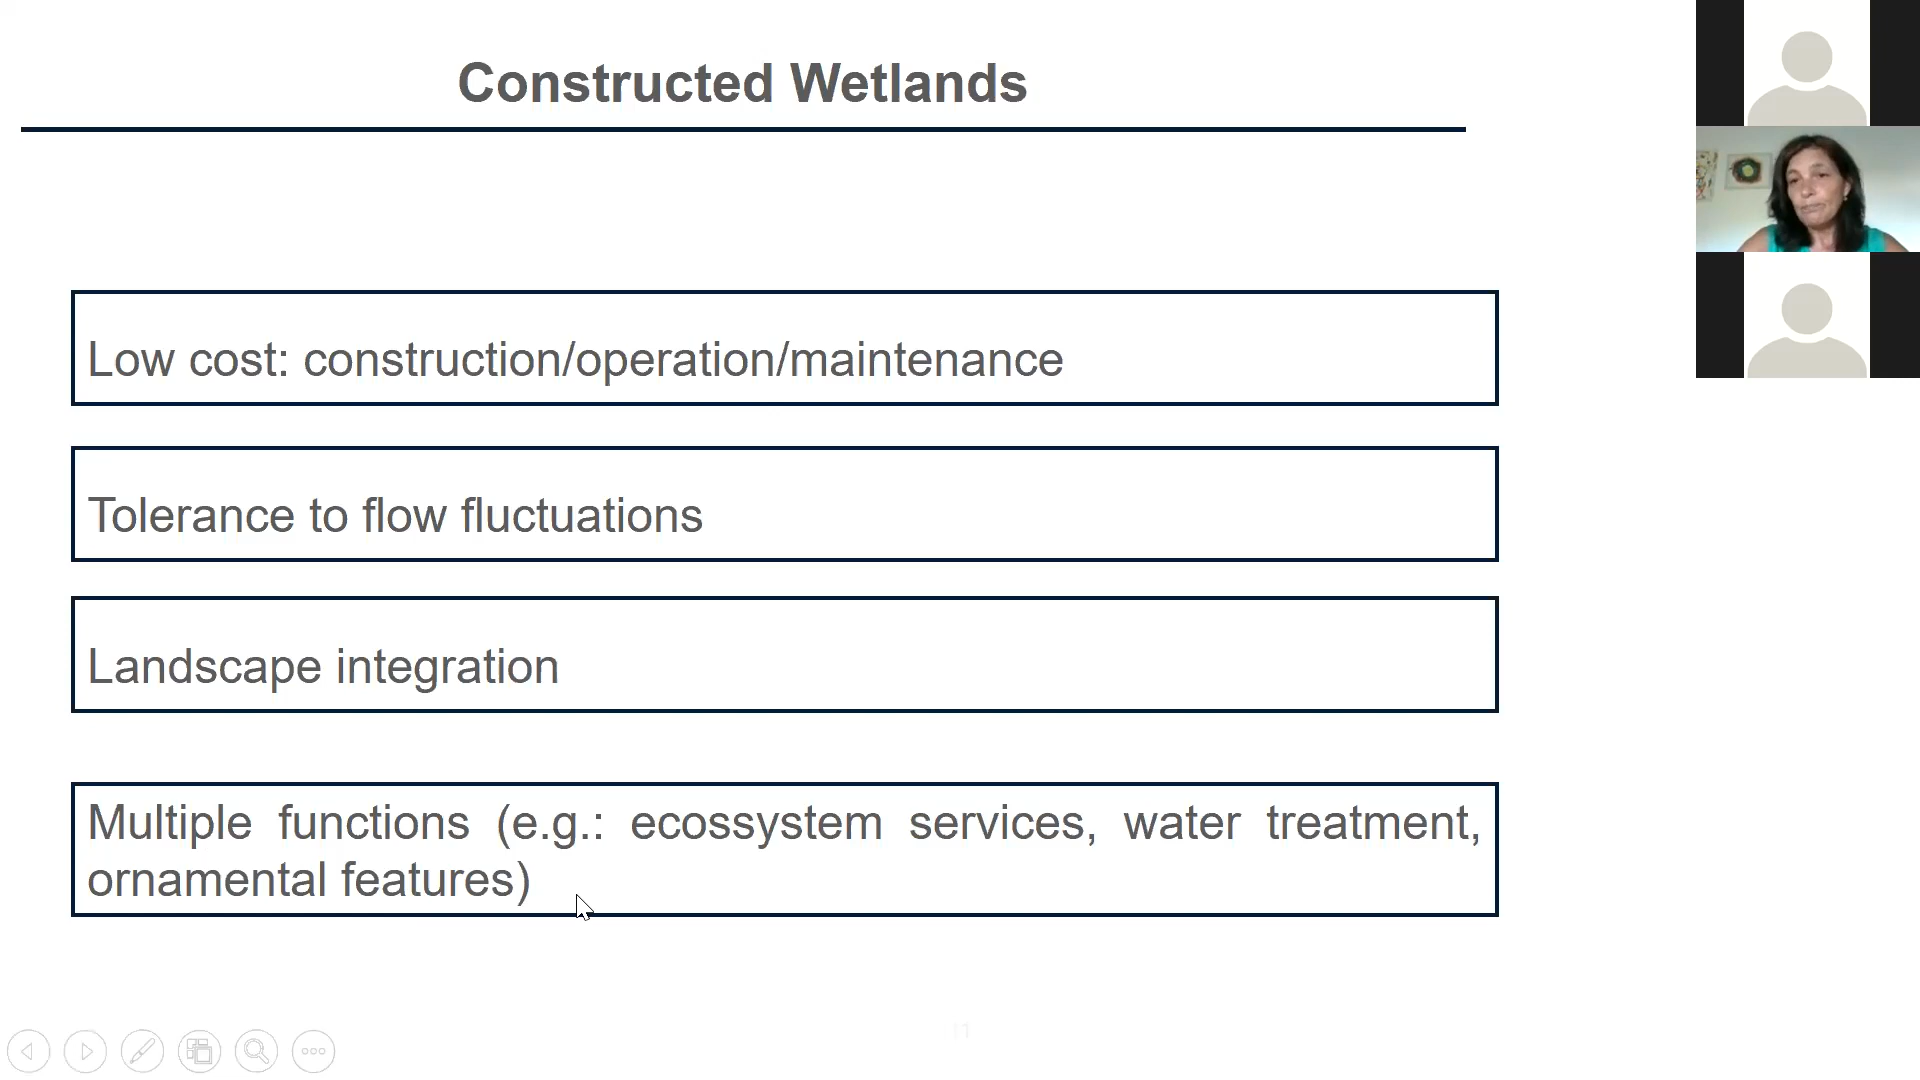 Constructed Wetlands
Low cost: construction/operation/maintenance
Tolerance to flow fluctuations
Landscape integration
Multiple functions (e.g.: ecossystem services, water treatment,
ornamental features)
11